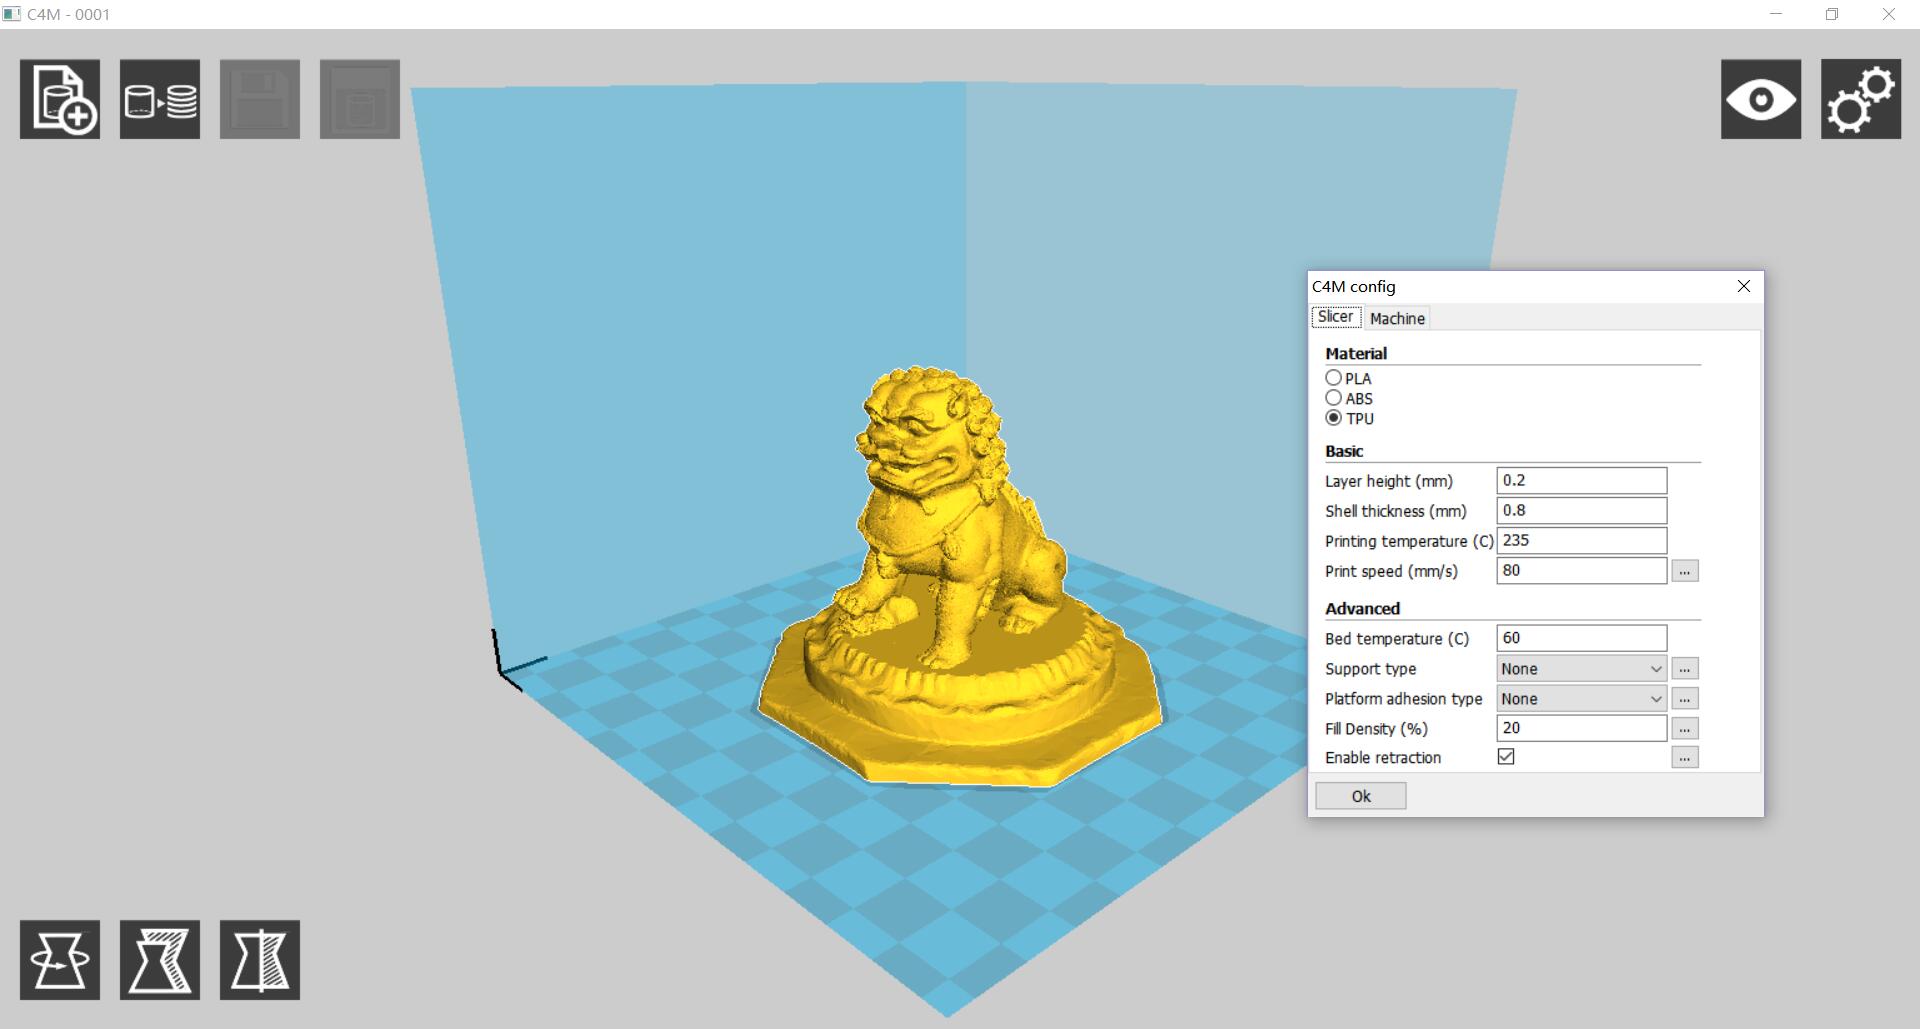 C4M - 0001
C4M config
Slicer Machine
Material
PLA
ABS
TPU
Basic
Layer height (mm) 0.2
Shell thickness (mm) 0.8
Printing temperature (C) 235
Print speed (mm/s) 80 ...
Advanced
Bed temperature (C) 60
Support type None ...
Platform adhesion type None ...
Fill Density (%) 20 ...
Enable retraction ...
Ok